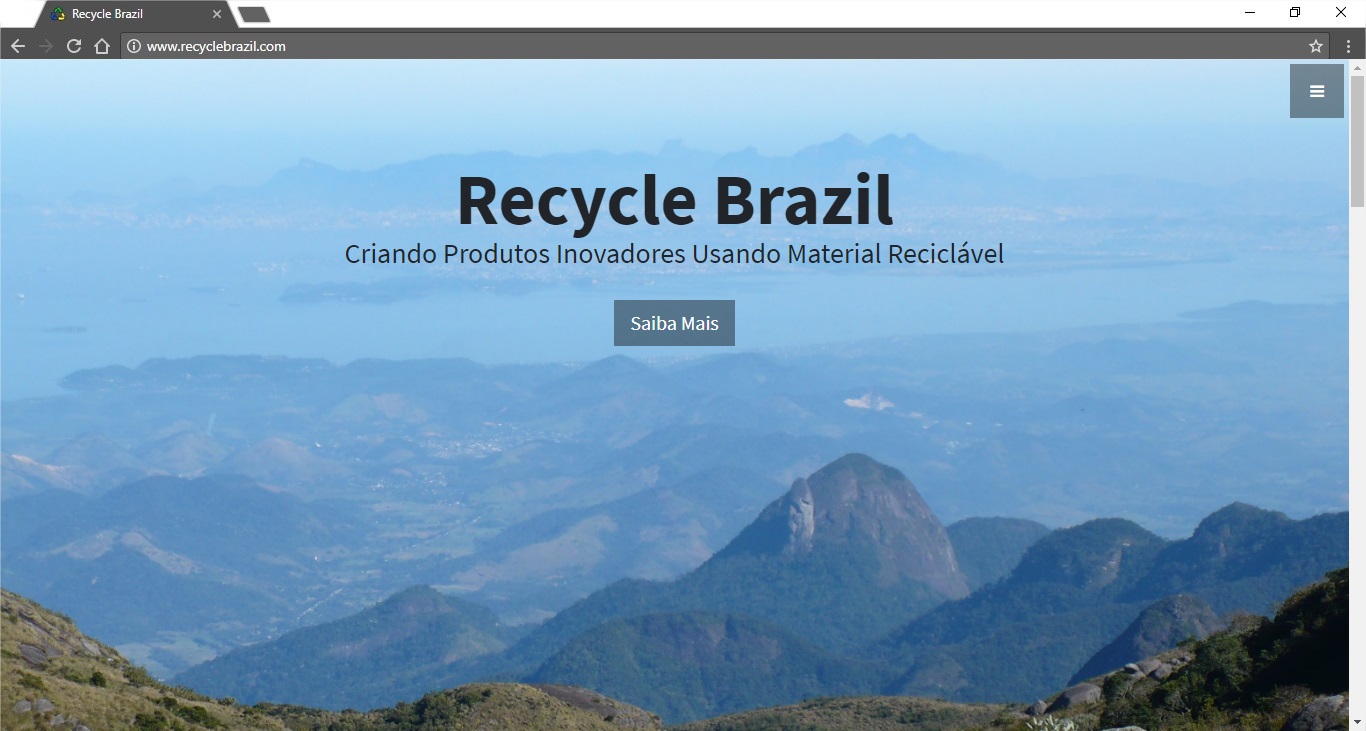 Recycle Brazil
www.recyclebrazil.com
Recycle Brazil
Criando Produtos Inovadores Usando Material Reciclável
Saiba Mais